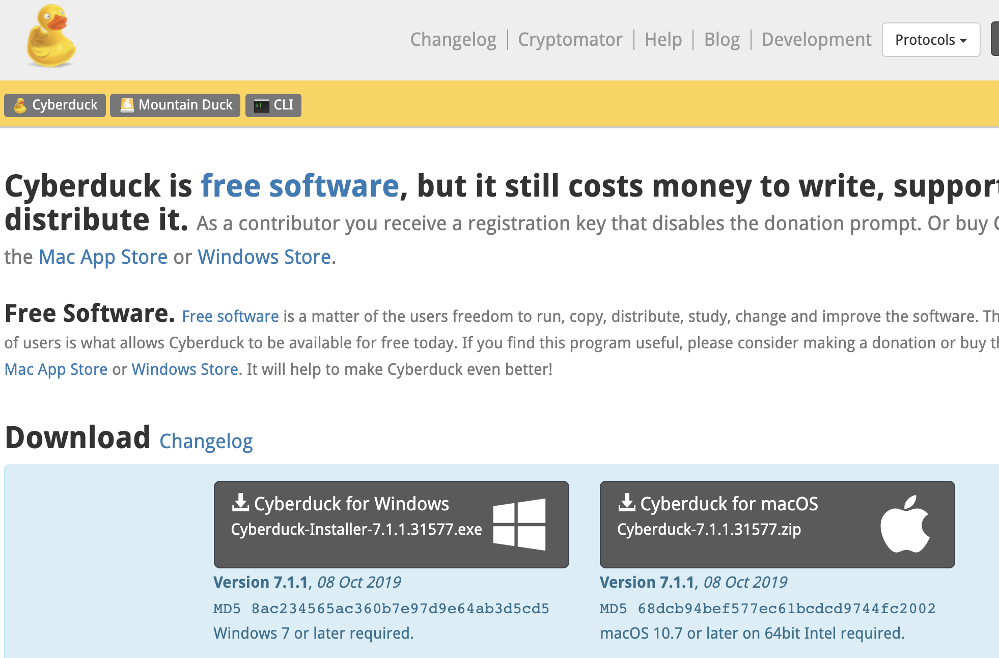 Changelog Cryptomator Help Blog Development Protocols
Cyberduck Mountain Duck CLI
Cyberduck is free software, but it still costs money to write, support
distribute it. As a contributor you receive a registration key that disables the donation prompt. Or buy
the Mac App Store or Windows Store.
Free Software. Free software is a matter of the users freedom to run, copy, distribute, study, change and improve the software.
of users is what allows Cyberduck to be available for free today. If you find this program useful, please consider making a donation or buy
Mac App Store or Windows Store. It will help to make Cyberduck even better!
Download Changelog
Cyberduck for Windows
Cyberduck-Installer-7.1.1.31577.exe
Version 7.1.1, 08 Oct 2019
MD5 8ac234565ac360b7e97d9e64ab3d5cd5
Windows 7 or later required.
Cyberduck for macOS
Cyberduck-7.1.1.31577.zip
Version 7.1.1, 08 Oct 2019
MD5 68dcb94bef577ec61bcdcd9744fc2002
macOS 10.7 or later on 64bit Intel required.